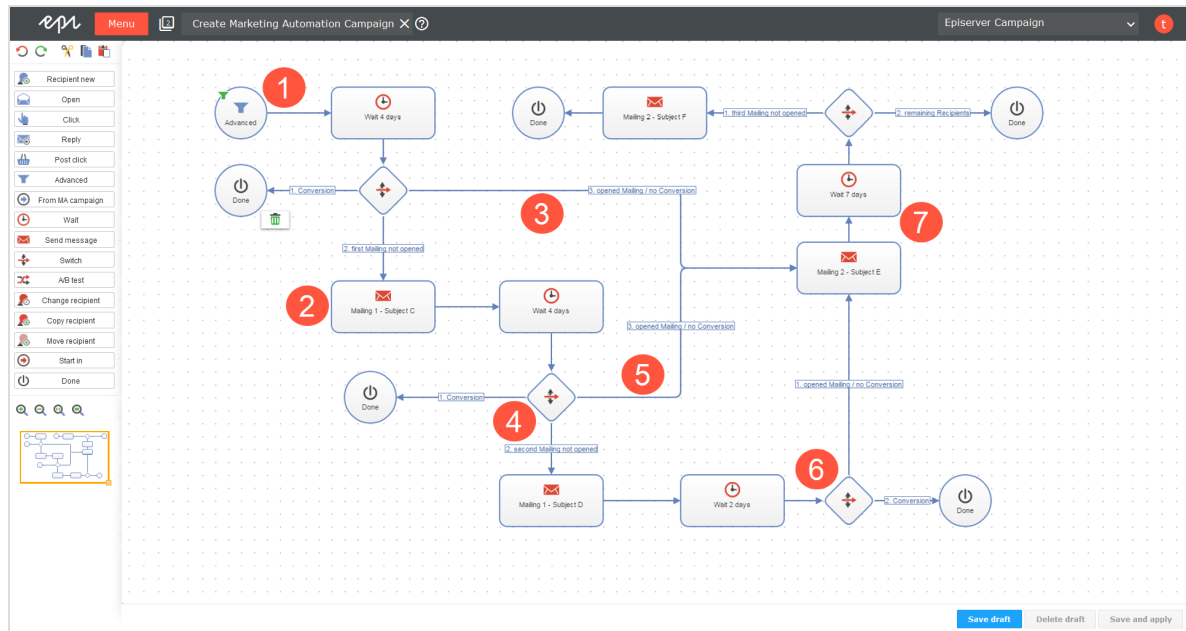 epi
Menu
2
Create Marketing Automation Campaign
?
Episerver Campaign
t
Recipient new
Open
Click
Reply
Post click
Advanced
From MA campaign
Wait
Send message
Switch
A/B test
Change recipient
Copy recipient
Move recipient
Start in
Done
Advanced
1
Wait 4 days
Done
Mailing 2 - Subject F
1. third Mailing not opened
2. remaining Recipients
Done
Done
1. Conversion
3. opened Mailing / no Conversion
3
Wait 7 days
7
2. first Mailing not opened
Mailing 2 - Subject E
2
Mailing 1 - Subject C
Wait 4 days
3. opened Mailing / no Conversion
5
Done
1. Conversion
4
1. opened Mailing / no Conversion
2. second Mailing not opened
6
Mailing 1 - Subject D
Wait 2 days
2. Conversion
Done
Save draft
Delete draft
Save and apply